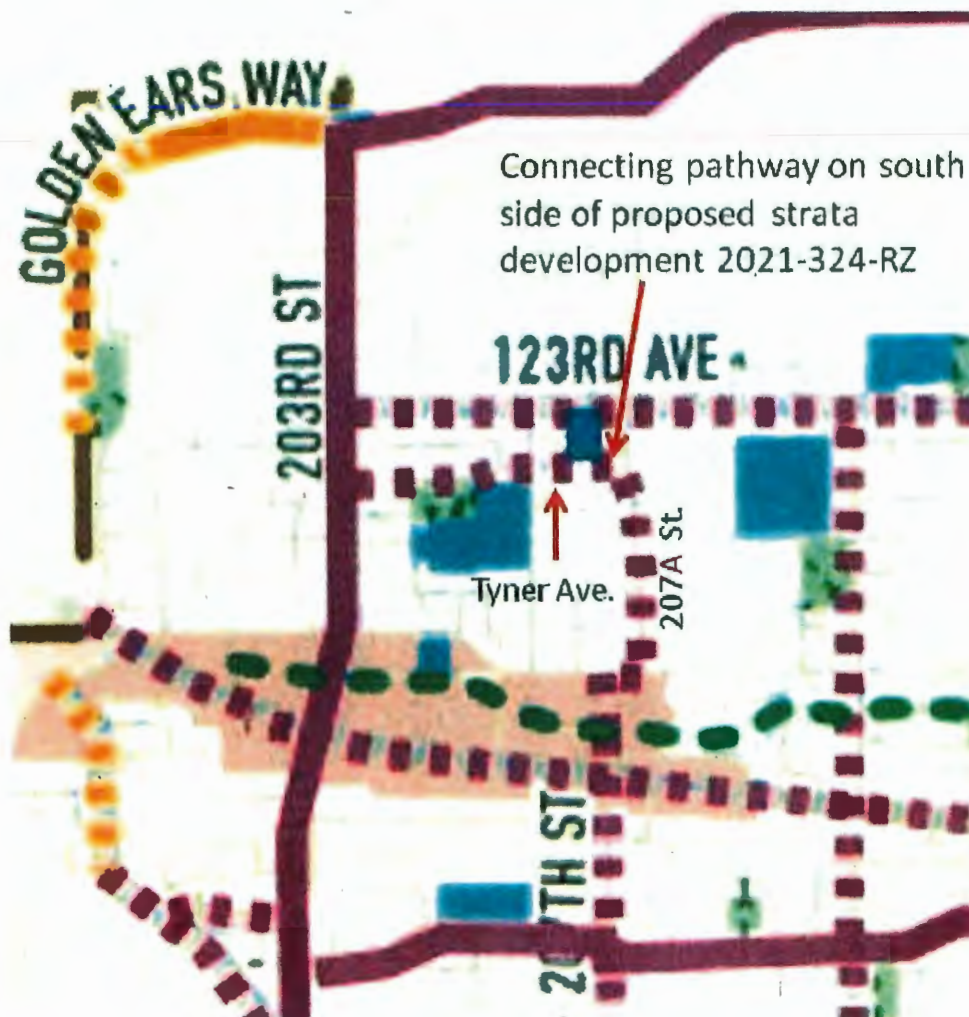 GOLDEN EARS WAY
Connecting pathway on south
side of proposed strata
development 2021-324-RZ
203RD ST
123RD AVE
Tyner Ave.
207A St.
TH ST